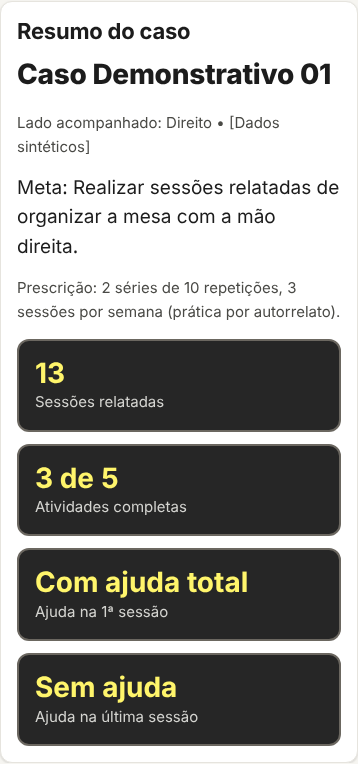 Resumo do caso
Caso Demonstrativo 01
Lado acompanhado: Direito • [Dados
sintéticos]
Meta: Realizar sessões relatadas de
organizar a mesa com a mão
direita.
Prescrição: 2 séries de 10 repetições, 3
sessões por semana (prática por autorrelato).
13
Sessões relatadas
3 de 5
Atividades completas
Com ajuda total
Ajuda na 1ª sessão
Sem ajuda
Ajuda na última sessão